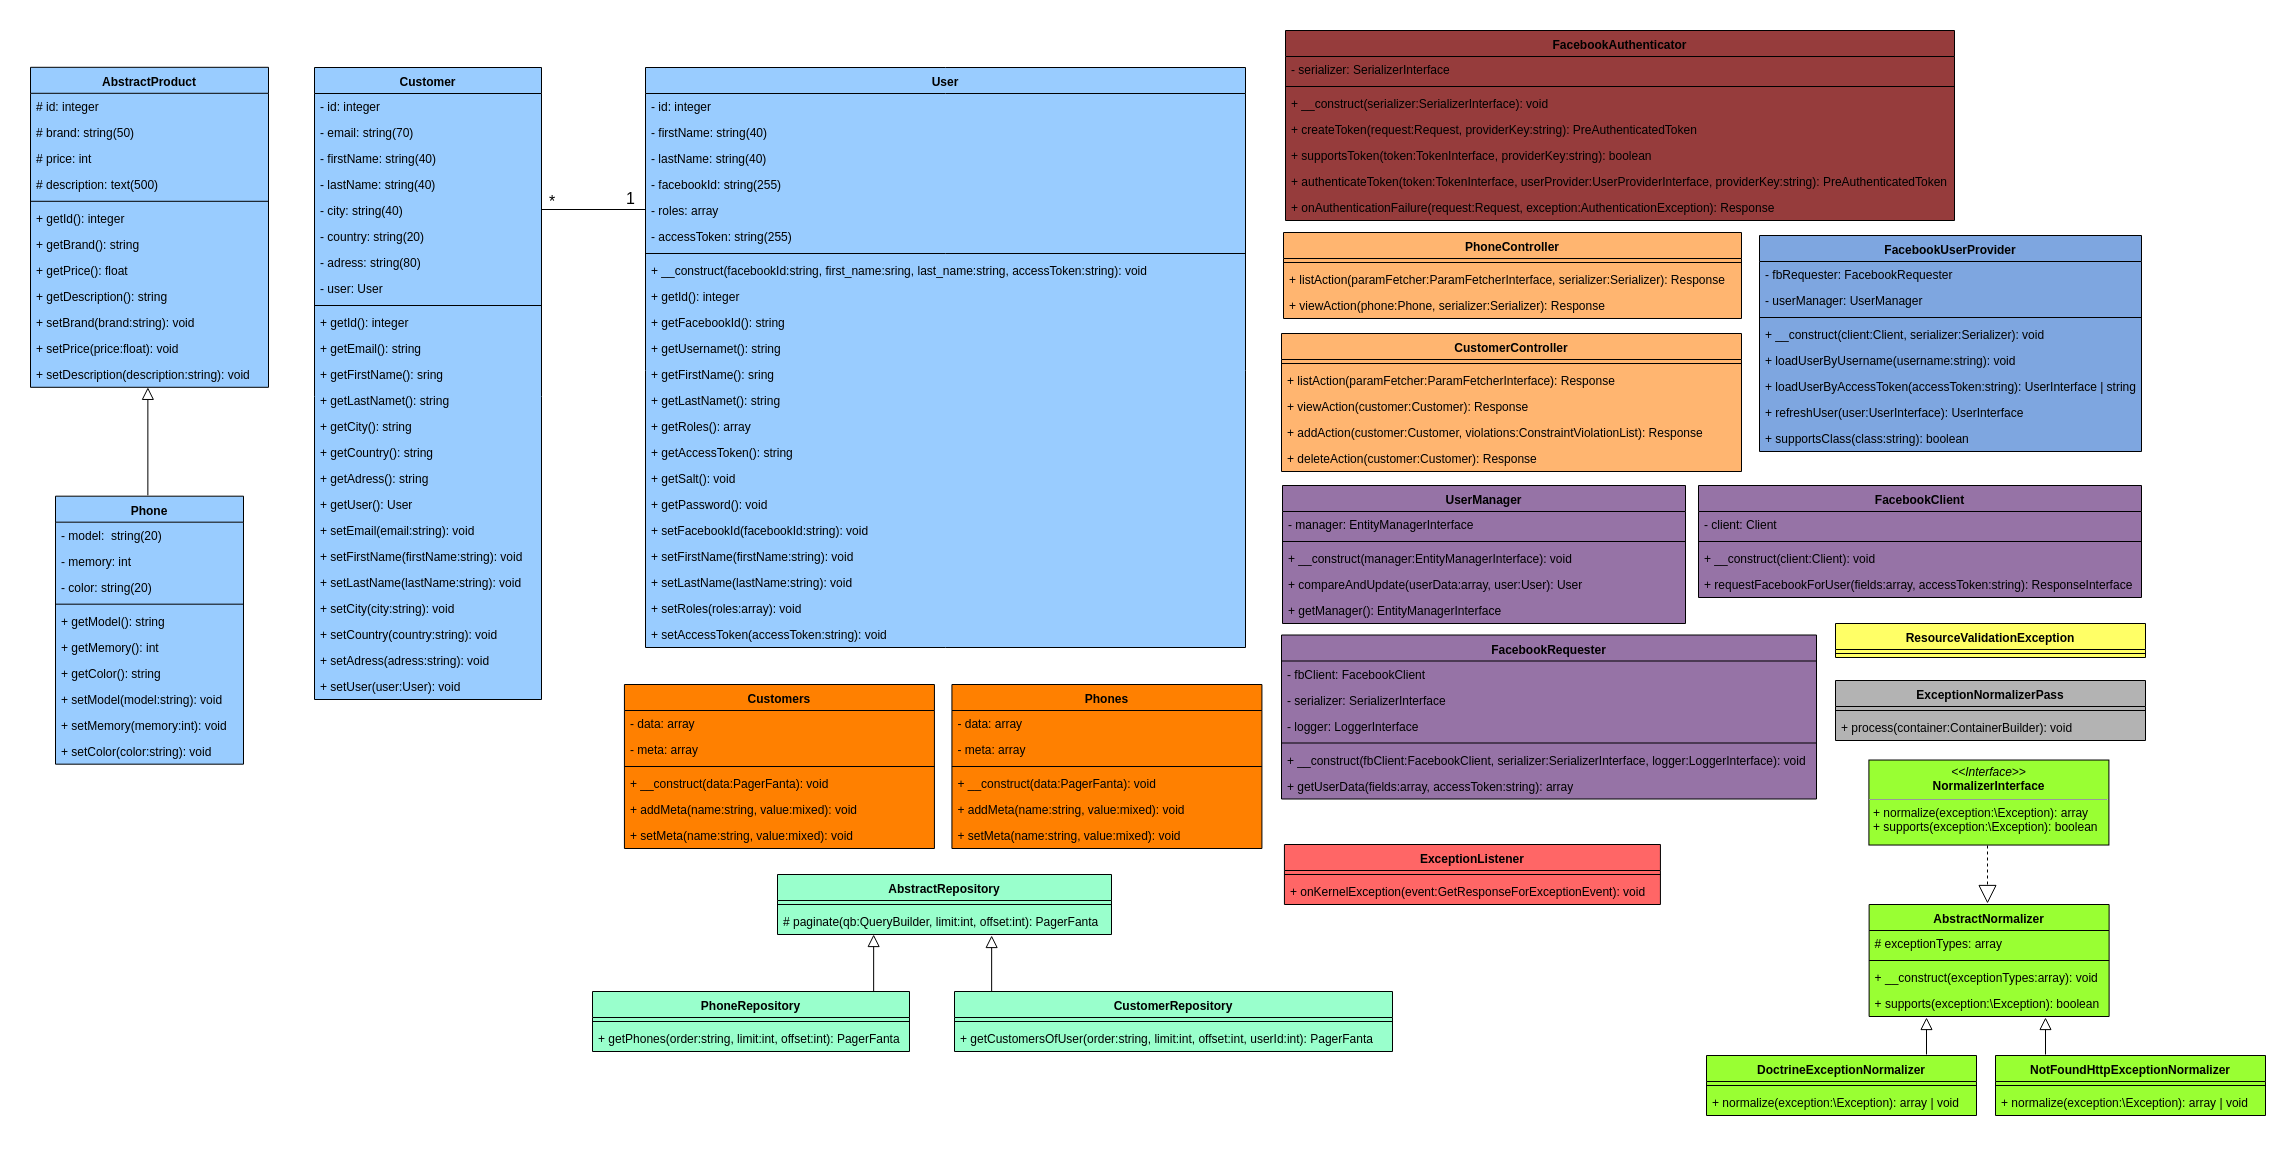 AbstractProduct
# id: integer
# brand: string(50)
# price: int
# description: text(500)
+ getId(): integer
+ getBrand(): string
+ getPrice(): float
+ getDescription(): string
+ setBrand(brand:string): void
+ setPrice(price:float): void
+ setDescription(description:string): void
Phone
- model:  string(20)
- memory: int
- color: string(20)
+ getModel(): string
+ getMemory(): int
+ getColor(): string
+ setModel(model:string): void
+ setMemory(memory:int): void
+ setColor(color:string): void
Customer
- id: integer
- email: string(70)
- firstName: string(40)
- lastName: string(40)
- city: string(40)
- country: string(20)
- adress: string(80)
- user: User
+ getId(): integer
+ getEmail(): string
+ getFirstName(): sring
+ getLastNamet(): string
+ getCity(): string
+ getCountry(): string
+ getAdress(): string
+ getUser(): User
+ setEmail(email:string): void
+ setFirstName(firstName:string): void
+ setLastName(lastName:string): void
+ setCity(city:string): void
+ setCountry(country:string): void
+ setAdress(adress:string): void
+ setUser(user:User): void
*
1
User
- id: integer
- firstName: string(40)
- lastName: string(40)
- facebookId: string(255)
- roles: array
- accessToken: string(255)
+ __construct(facebookId:string, first_name:sring, last_name:string, accessToken:string): void
+ getId(): integer
+ getFacebookId(): string
+ getUsernamet(): string
+ getFirstName(): sring
+ getLastNamet(): string
+ getRoles(): array
+ getAccessToken(): string
+ getSalt(): void
+ getPassword(): void
+ setFacebookId(facebookId:string): void
+ setFirstName(firstName:string): void
+ setLastName(lastName:string): void
+ setRoles(roles:array): void
+ setAccessToken(accessToken:string): void
Customers
- data: array
- meta: array
+ __construct(data:PagerFanta): void
+ addMeta(name:string, value:mixed): void
+ setMeta(name:string, value:mixed): void
Phones
- data: array
- meta: array
+ __construct(data:PagerFanta): void
+ addMeta(name:string, value:mixed): void
+ setMeta(name:string, value:mixed): void
AbstractRepository
# paginate(qb:QueryBuilder, limit:int, offset:int): PagerFanta
PhoneRepository
+ getPhones(order:string, limit:int, offset:int): PagerFanta
CustomerRepository
+ getCustomersOfUser(order:string, limit:int, offset:int, userId:int): PagerFanta
FacebookAuthenticator
- serializer: SerializerInterface
+ __construct(serializer:SerializerInterface): void
+ createToken(request:Request, providerKey:string): PreAuthenticatedToken
+ supportsToken(token:TokenInterface, providerKey:string): boolean
+ authenticateToken(token:TokenInterface, userProvider:UserProviderInterface, providerKey:string): PreAuthenticatedToken
+ onAuthenticationFailure(request:Request, exception:AuthenticationException): Response
PhoneController
+ listAction(paramFetcher:ParamFetcherInterface, serializer:Serializer): Response
+ viewAction(phone:Phone, serializer:Serializer): Response
FacebookUserProvider
- fbRequester: FacebookRequester
- userManager: UserManager
+ __construct(client:Client, serializer:Serializer): void
+ loadUserByUsername(username:string): void
+ loadUserByAccessToken(accessToken:string): UserInterface | string
+ refreshUser(user:UserInterface): UserInterface
+ supportsClass(class:string): boolean
CustomerController
+ listAction(paramFetcher:ParamFetcherInterface): Response
+ viewAction(customer:Customer): Response
+ addAction(customer:Customer, violations:ConstraintViolationList): Response
+ deleteAction(customer:Customer): Response
UserManager
- manager: EntityManagerInterface
+ __construct(manager:EntityManagerInterface): void
+ compareAndUpdate(userData:array, user:User): User
+ getManager(): EntityManagerInterface
FacebookClient
- client: Client
+ __construct(client:Client): void
+ requestFacebookForUser(fields:array, accessToken:string): ResponseInterface
FacebookRequester
- fbClient: FacebookClient
- serializer: SerializerInterface
- logger: LoggerInterface
+ __construct(fbClient:FacebookClient, serializer:SerializerInterface, logger:LoggerInterface): void
+ getUserData(fields:array, accessToken:string): array
ResourceValidationException
ExceptionNormalizerPass
+ process(container:ContainerBuilder): void
ExceptionListener
+ onKernelException(event:GetResponseForExceptionEvent): void
<<Interface>>
NormalizerInterface
+ normalize(exception:\Exception): array
+ supports(exception:\Exception): boolean
AbstractNormalizer
# exceptionTypes: array
+ __construct(exceptionTypes:array): void
+ supports(exception:\Exception): boolean
DoctrineExceptionNormalizer
+ normalize(exception:\Exception): array | void
NotFoundHttpExceptionNormalizer
+ normalize(exception:\Exception): array | void